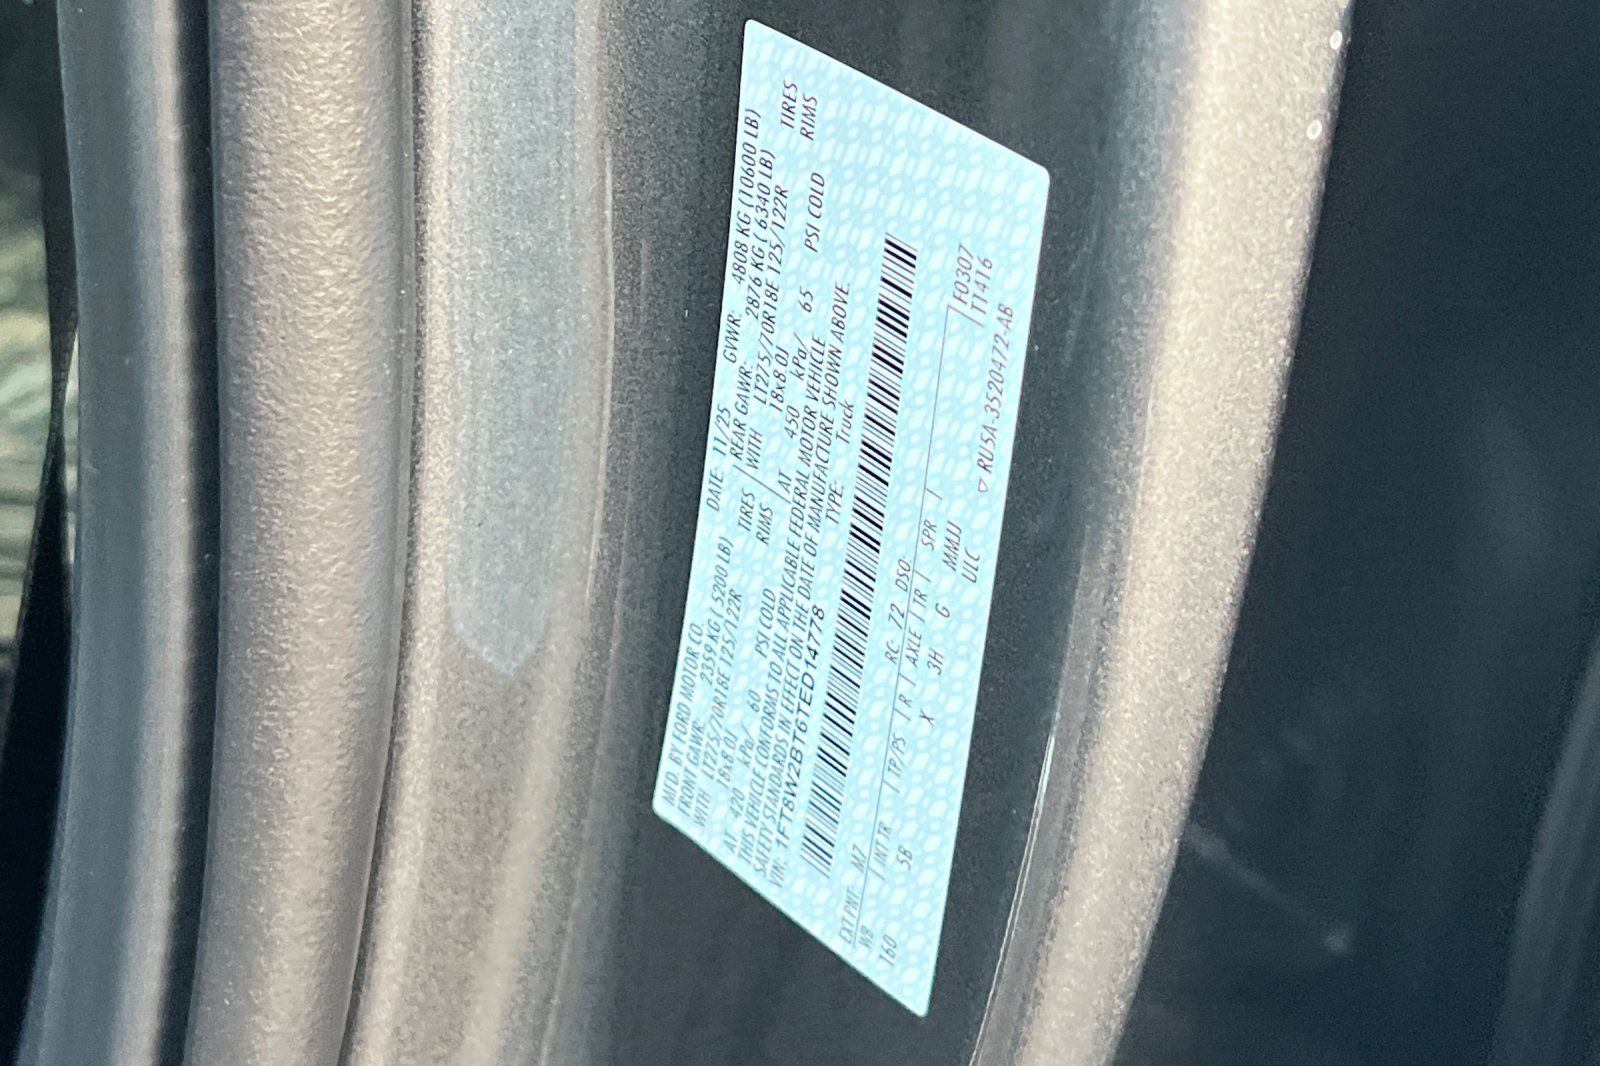 MFD. BY FORD MOTOR CO. DATE: 11/25 GVWR: 4808 KG (10600 LB)
FRONT GAWR: 2359 KG ( 5200 LB) REAR GAWR: 2876 KG ( 6340 LB)
WITH LT275/70R18E 125/122R TIRES WITH LT275/70R18E 125/122R TIRES
18x8.0J RIMS 18x8.0J RIMS
AT 420 kPa/ 60 PSI COLD AT 450 kPa/ 65 PSI COLD
THIS VEHICLE CONFORMS TO ALL APPLICABLE FEDERAL MOTOR VEHICLE
SAFETY STANDARDS IN EFFECT ON THE DATE OF MANUFACTURE SHOWN ABOVE.
VIN: 1FT8W2BT6TED14778 TYPE: Truck
EXT PNT: M7 RC: 72 DSO: F0307
WB INT TR TP/PS R AXLE TR SPR T1416
160 5B X 3H G MMJJ
ULC ▽ RU5A-3520472-AB